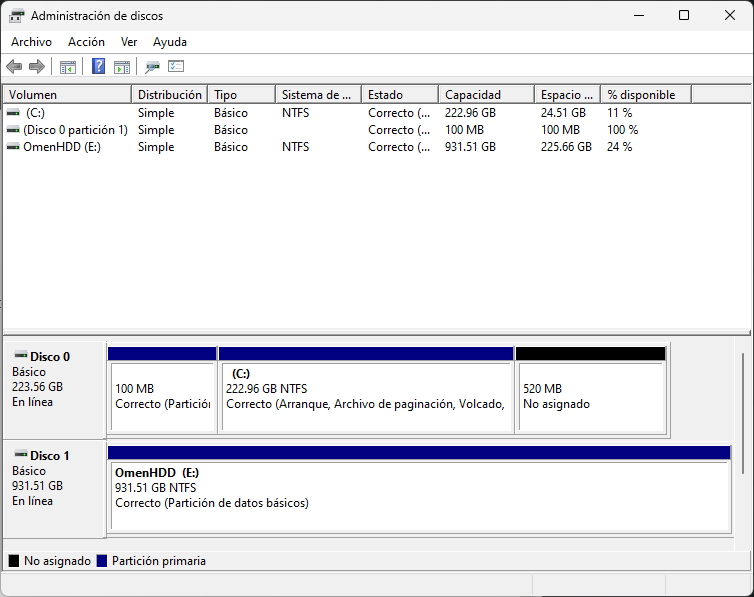 Administración de discos
Archivo Acción Ver Ayuda
Volumen Distribución Tipo Sistema de ... Estado Capacidad Espacio ... % disponible
(C:) Simple Básico NTFS Correcto (... 222.96 GB 24.51 GB 11 %
(Disco 0 partición 1) Simple Básico Correcto (... 100 MB 100 MB 100 %
OmenHDD (E:) Simple Básico NTFS Correcto (... 931.51 GB 225.66 GB 24 %
Disco 0
Básico
223.56 GB
En línea
100 MB
Correcto (Partició
(C:)
222.96 GB NTFS
Correcto (Arranque, Archivo de paginación, Volcado,
520 MB
No asignado
Disco 1
Básico
931.51 GB
En línea
OmenHDD (E:)
931.51 GB NTFS
Correcto (Partición de datos básicos)
No asignado Partición primaria